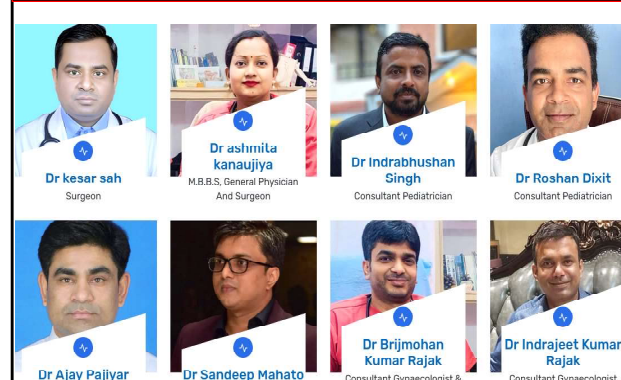 Dr kesar sah
Surgeon
Dr ashmita
kanaujiya
M.B.B.S, General Physician
And Surgeon
Dr Indrabhushan
Singh
Consultant Pediatrician
Dr Roshan Dixit
Consultant Pediatrician
Dr Ajay Pajiyar
Dr Sandeep Mahato
Dr Brijmohan
Kumar Rajak
Consultant Gynaecologist &
Dr Indrajeet Kumar
Rajak
Consultant Gynaecologist